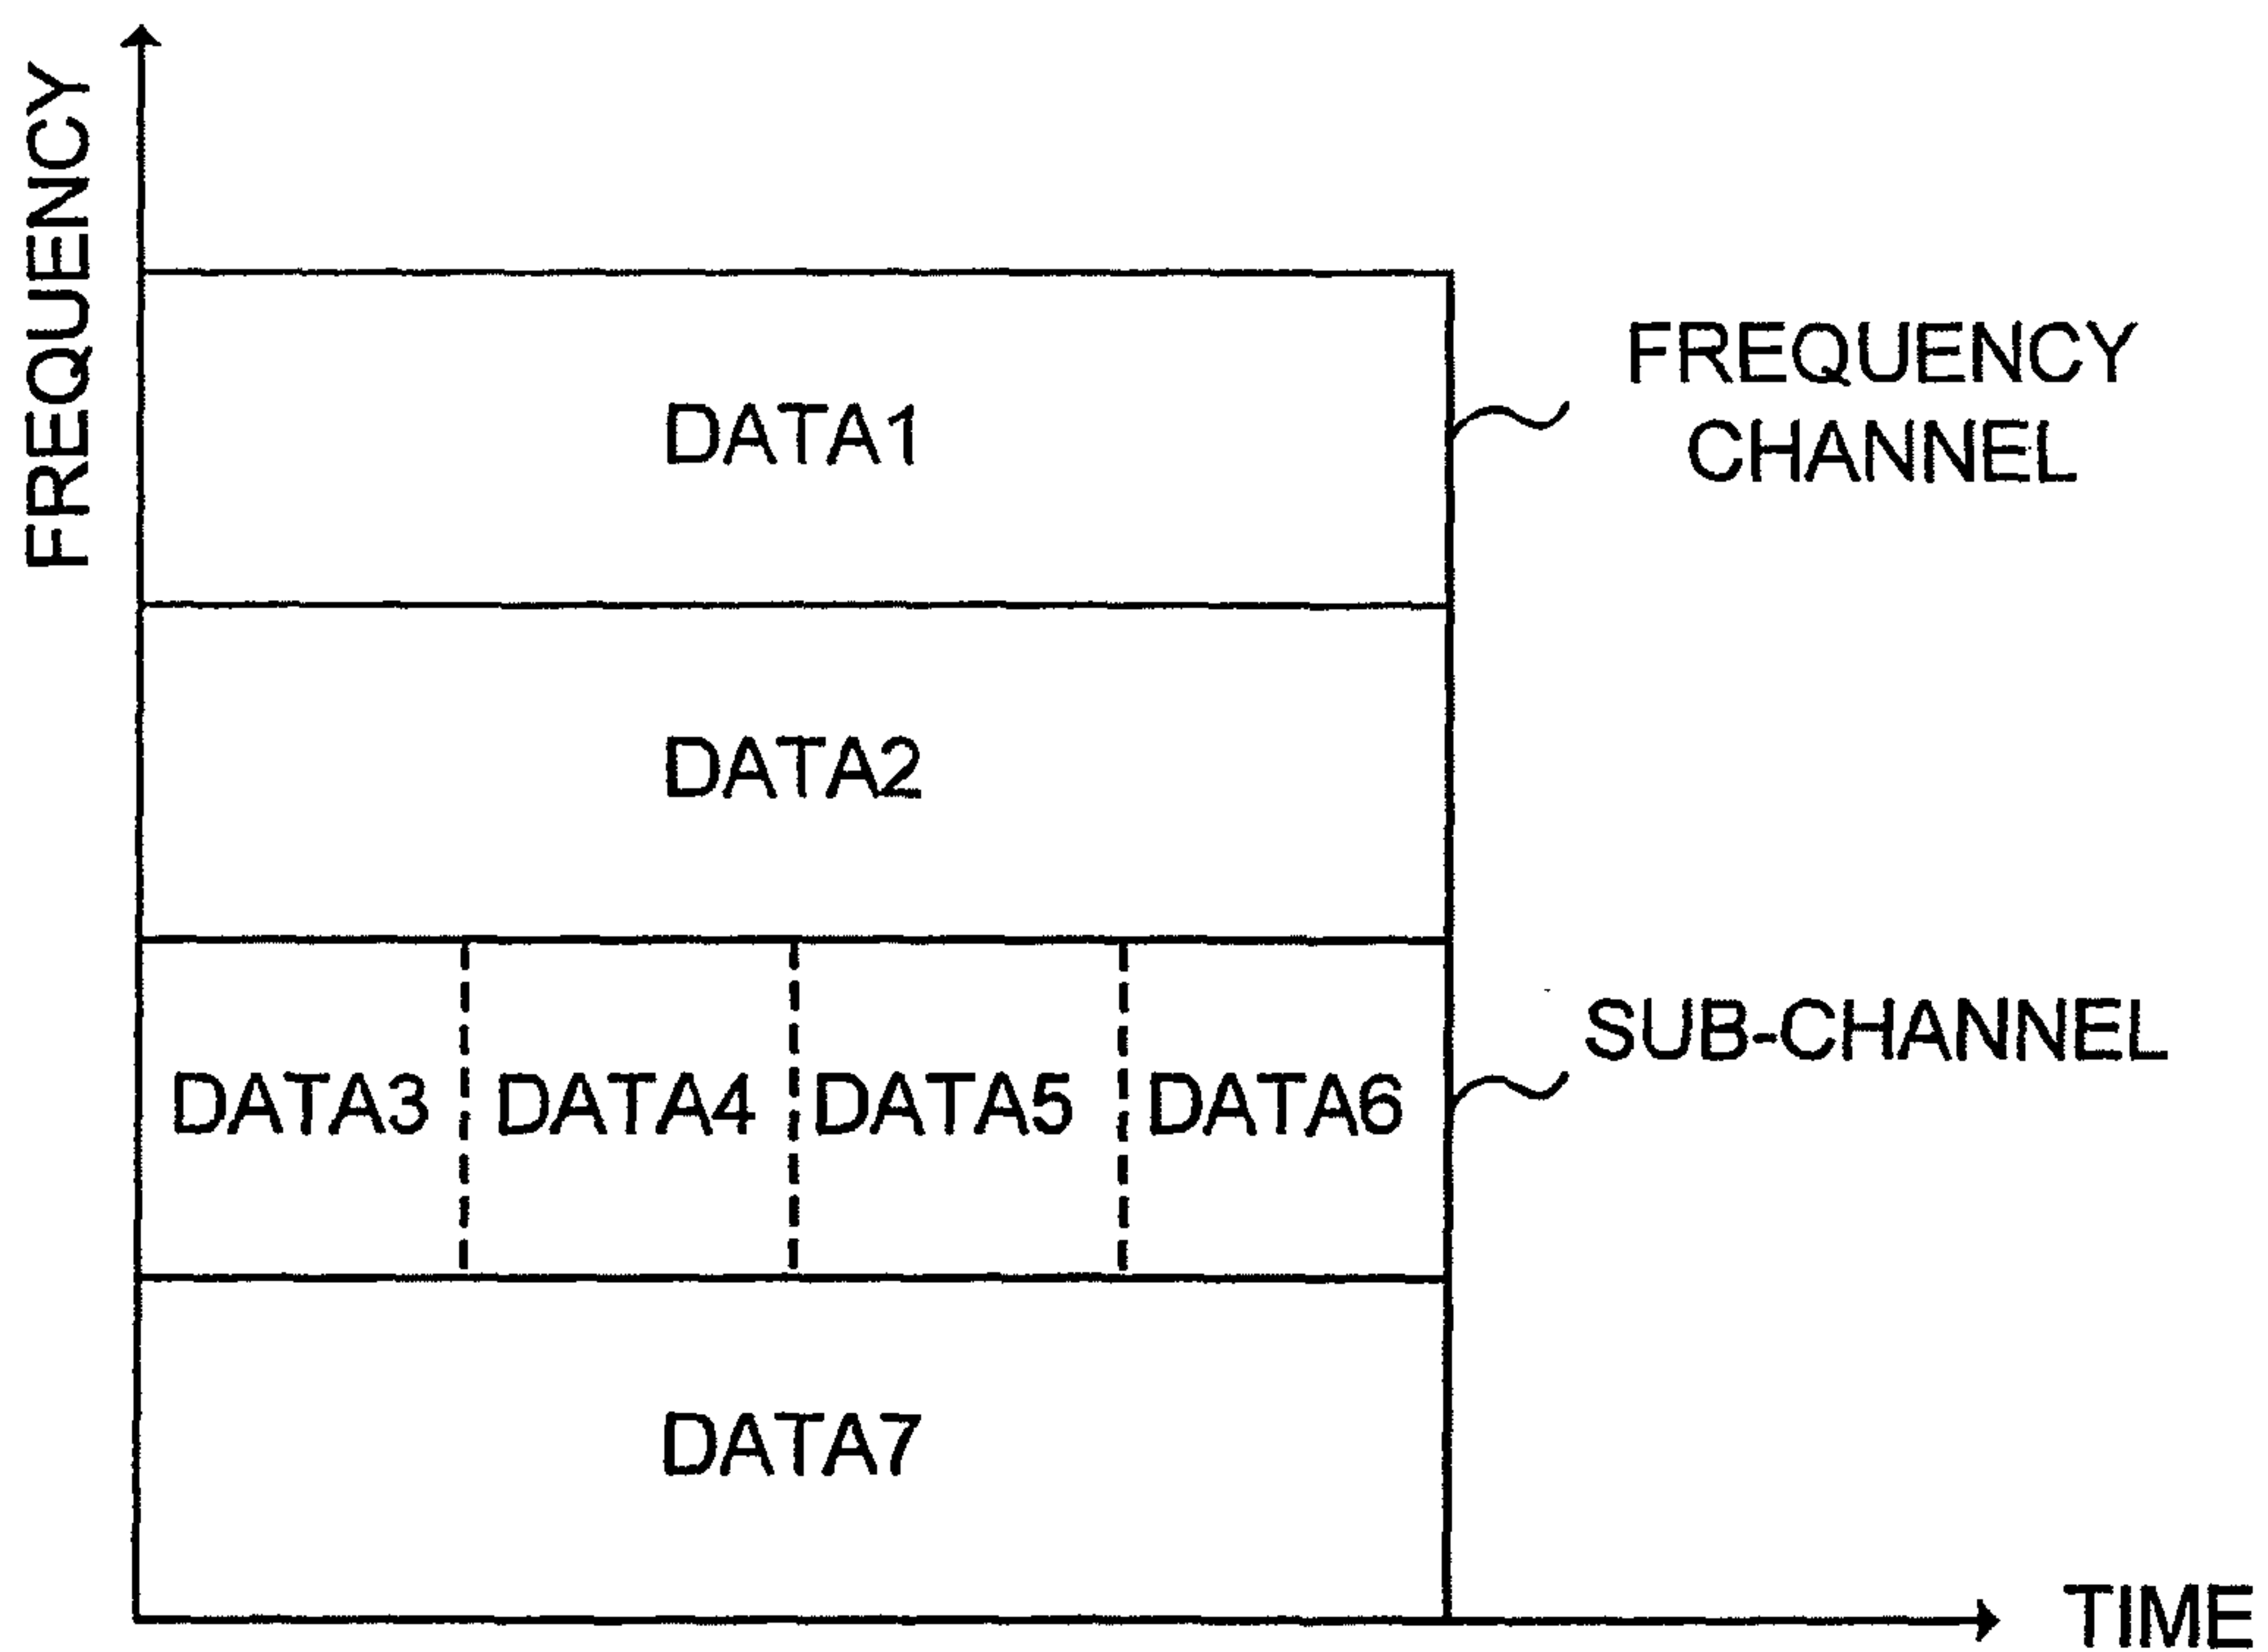 FREQUENCY
DATA1
FREQUENCY
CHANNEL
DATA2
DATA3 DATA4 DATA5 DATA6
SUB-CHANNEL
DATA7
TIME